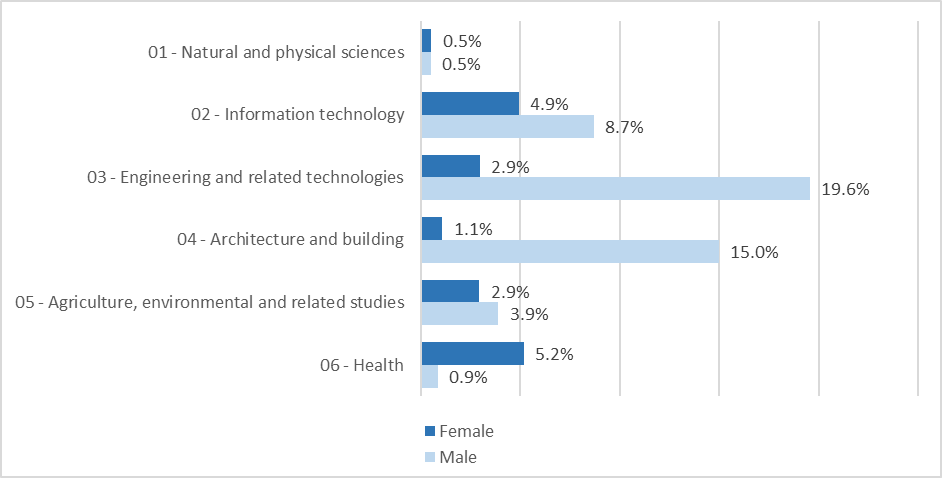 01 - Natural and physical sciences
0.5%
0.5%
02 - Information technology
4.9%
8.7%
03 - Engineering and related technologies
2.9%
19.6%
04 - Architecture and building
1.1%
15.0%
05 - Agriculture, environmental and related studies
2.9%
3.9%
06 - Health
5.2%
0.9%
Female
Male